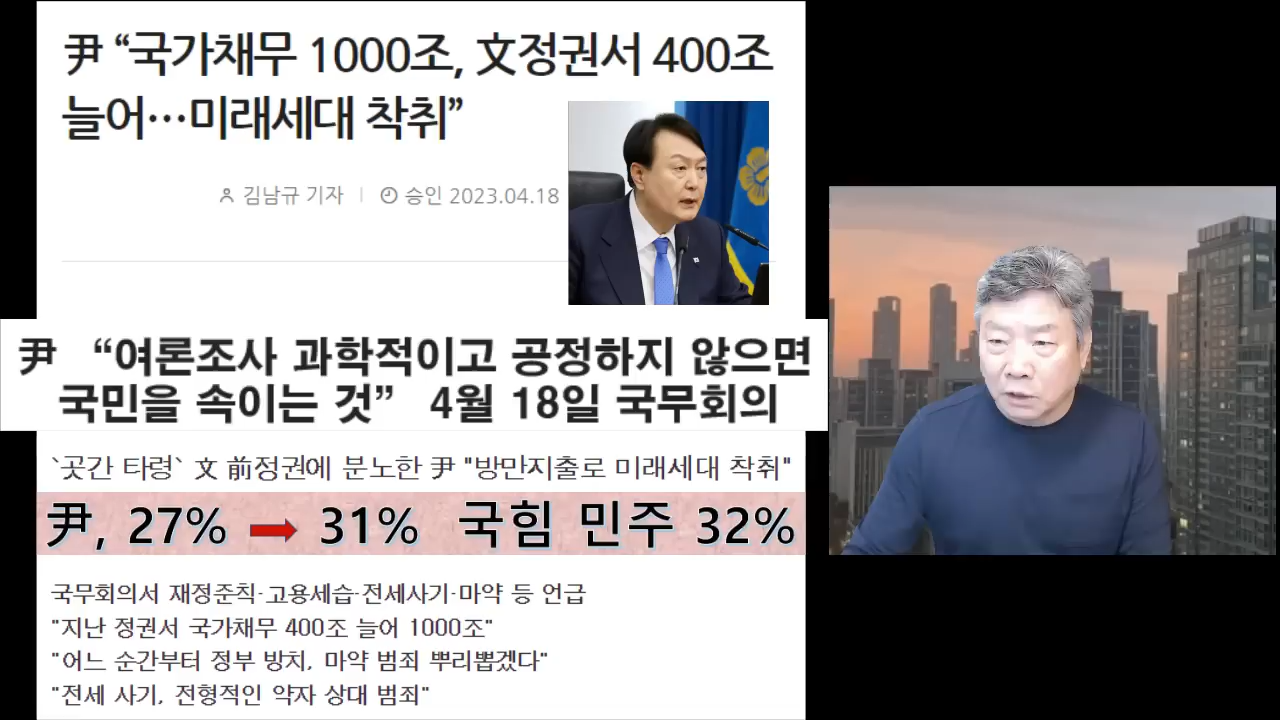 尹 “국가채무 1000조, 文정권서 400조
늘어…미래세대 착취”
김남규 기자 | 승인 2023.04.18
尹 “여론조사 과학적이고 공정하지 않으면
국민을 속이는 것” 4월 18일 국무회의
`곳간 타령` 文 前정권에 분노한 尹 "방만지출로 미래세대 착취"
尹, 27% ➡ 31% 국힘 민주 32%
국무회의서 재정준칙·고용세습·전세사기·마약 등 언급
"지난 정권서 국가채무 400조 늘어 1000조"
"어느 순간부터 정부 방치, 마약 범죄 뿌리뽑겠다"
"전세 사기, 전형적인 약자 상대 범죄"